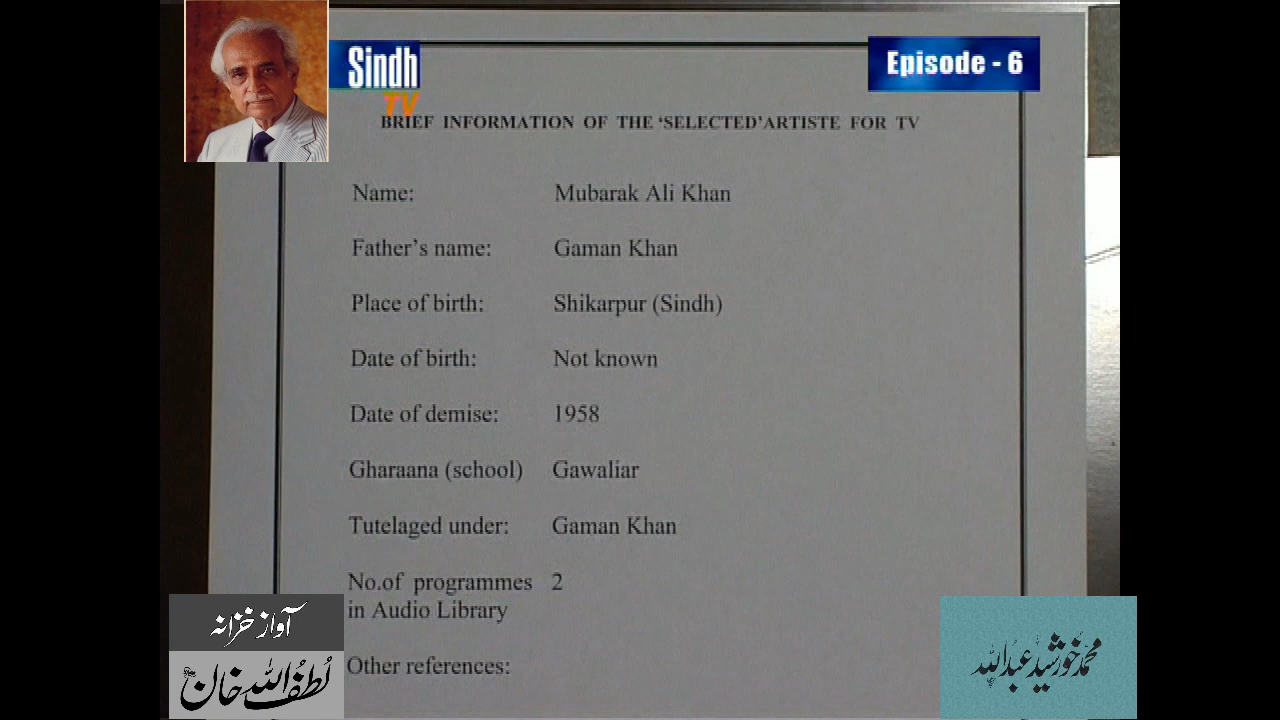 Sindh
TV
Episode - 6
BRIEF INFORMATION OF THE ‘SELECTED’ARTISTE FOR TV
Name: Mubarak Ali Khan
Father’s name: Gaman Khan
Place of birth: Shikarpur (Sindh)
Date of birth: Not known
Date of demise: 1958
Gharaana (school) Gawaliar
Tutelaged under: Gaman Khan
No.of programmes 2
in Audio Library
Other references:
آواز خزانہ
لُطفُ اللہ خان
محمد خورشید عبداللہ